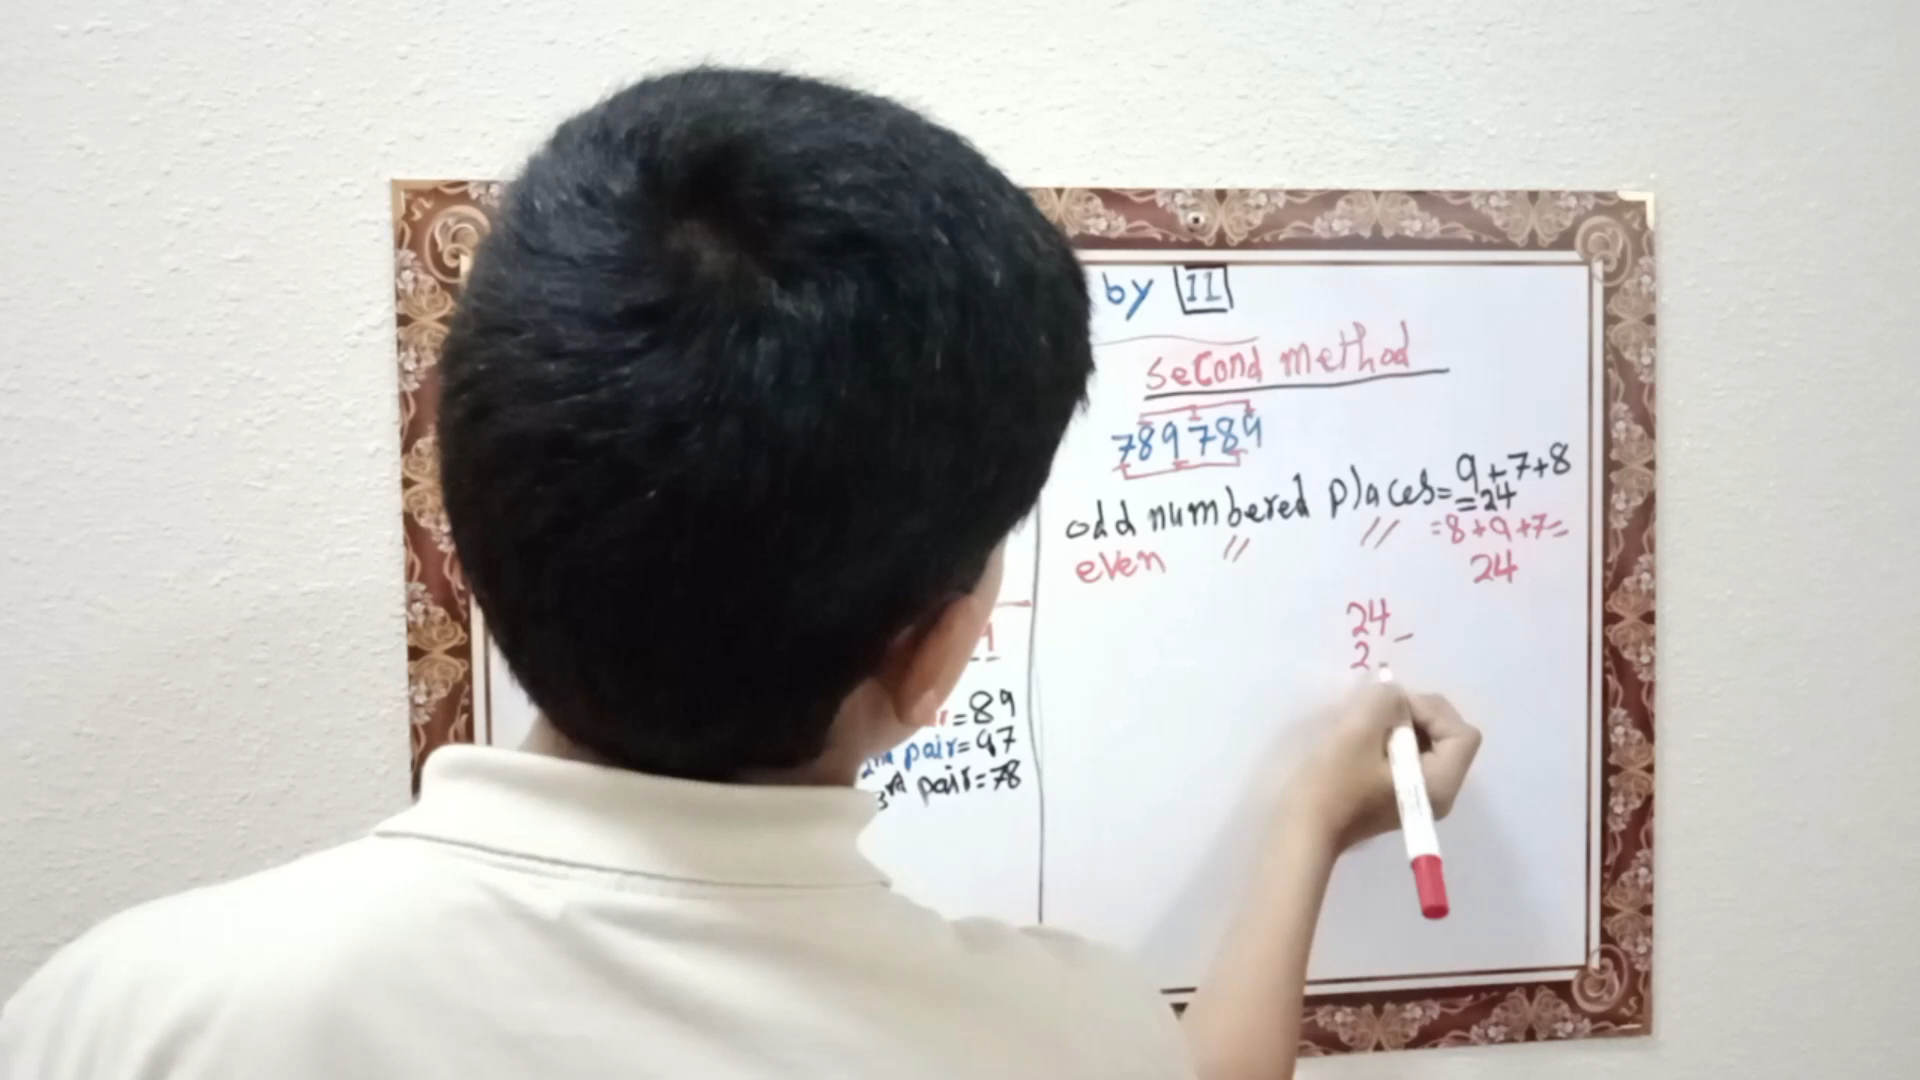 by 11
Second method
789789
odd numbered places=9+7+8
=24
even // // =8+9+7=
24
24
2 -
=89
pair=97
3rd pair=78